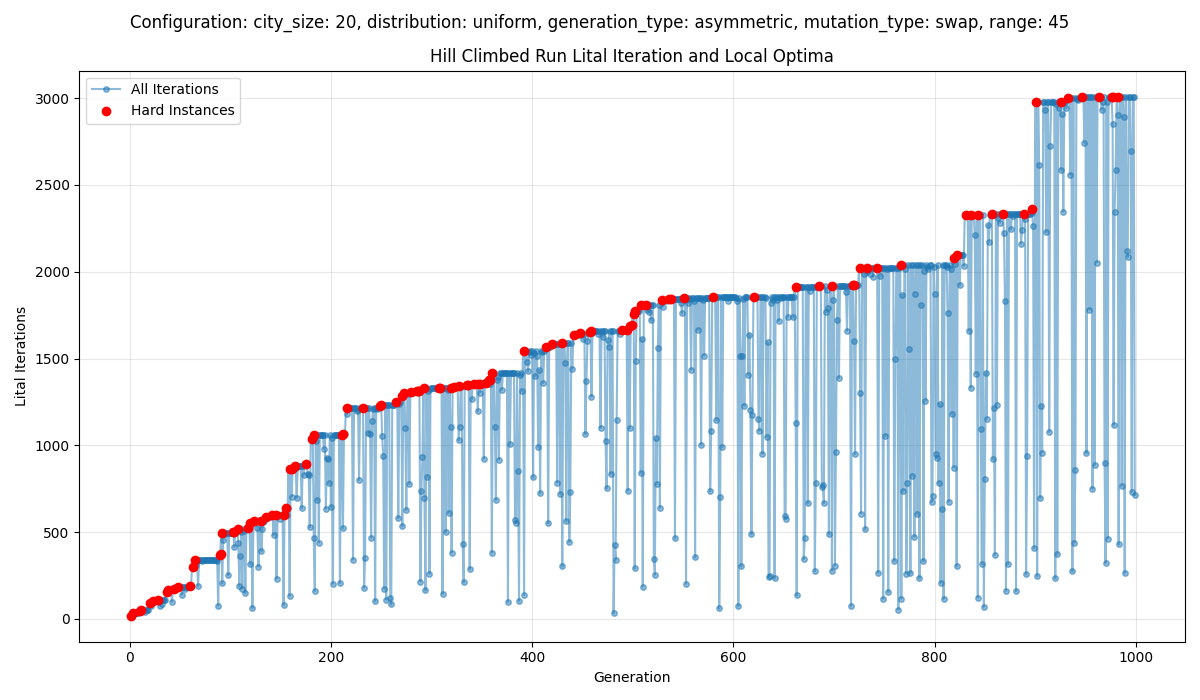 Configuration: city_size: 20, distribution: uniform, generation_type: asymmetric, mutation_type: swap, range: 45
Hill Climbed Run Lital Iteration and Local Optima
All Iterations
Hard Instances
Lital Iterations
3000
2500
2000
1500
1000
500
0
0 200 400 600 800 1000
Generation